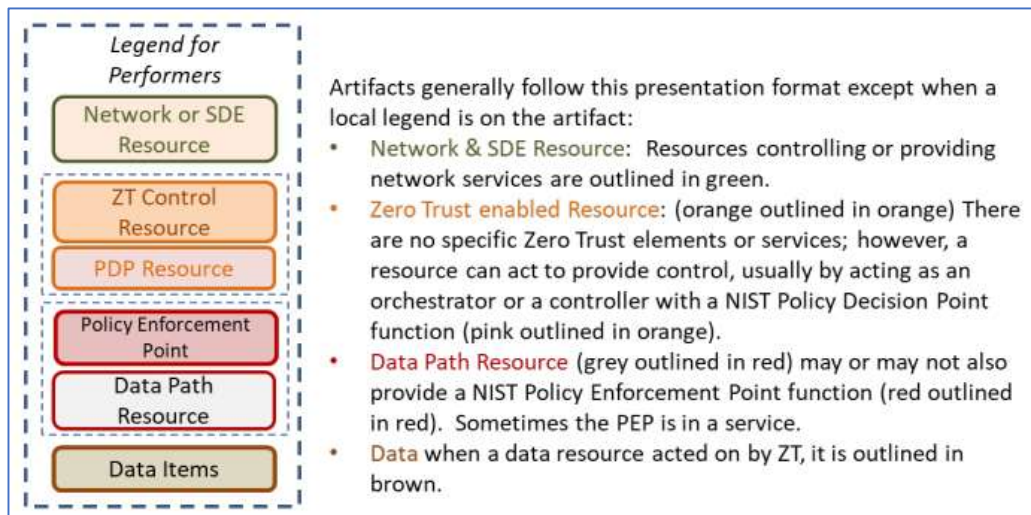 Legend for
Performers
Network or SDE
Resource
ZT Control
Resource
PDP Resource
Policy Enforcement
Point
Data Path
Resource
Data Items
Artifacts generally follow this presentation format except when a
local legend is on the artifact:
• Network & SDE Resource: Resources controlling or providing
network services are outlined in green.
• Zero Trust enabled Resource: (orange outlined in orange) There
are no specific Zero Trust elements or services; however, a
resource can act to provide control, usually by acting as an
orchestrator or a controller with a NIST Policy Decision Point
function (pink outlined in orange).
• Data Path Resource (grey outlined in red) may or may not also
provide a NIST Policy Enforcement Point function (red outlined
in red). Sometimes the PEP is in a service.
• Data when a data resource acted on by ZT, it is outlined in
brown.